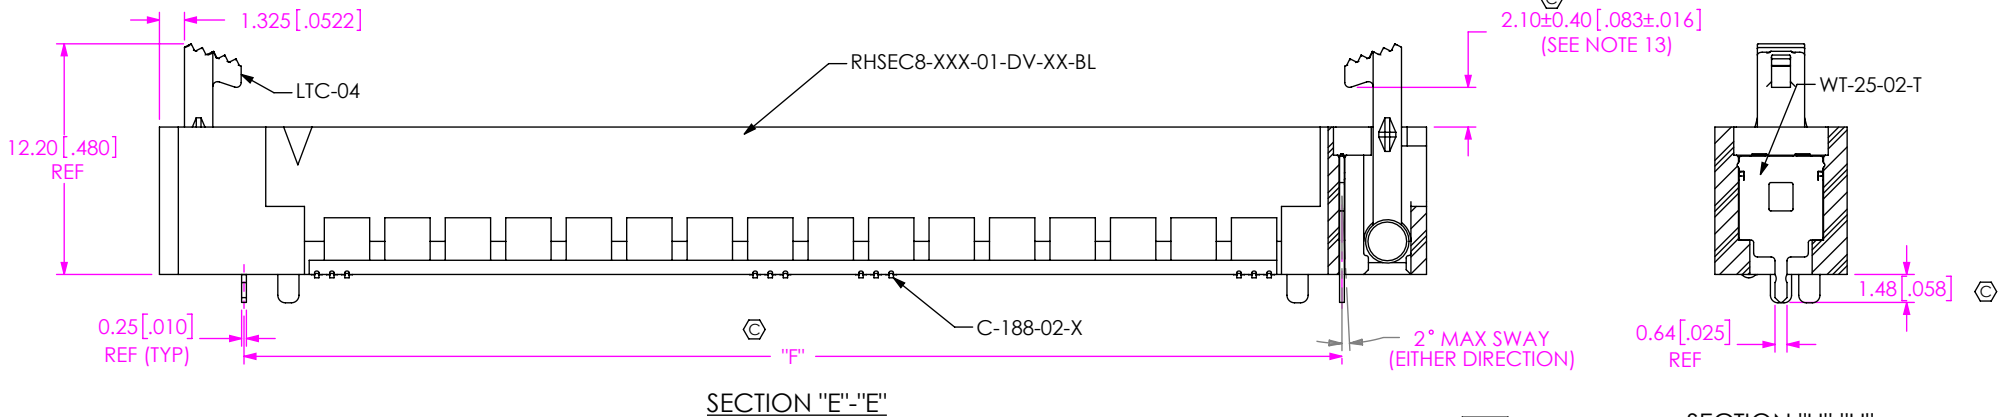 1.325 [.0522]
C
2.10±0.40 [.083±.016]
(SEE NOTE 13)
RHSEC8-XXX-01-DV-XX-BL
LTC-04
WT-25-02-T
12.20 [.480]
REF
1.48 [.058]
C
0.25 [.010]
REF (TYP)
C
C-188-02-X
"F"
2° MAX SWAY
(EITHER DIRECTION)
0.64 [.025]
REF
SECTION "E"-"E"